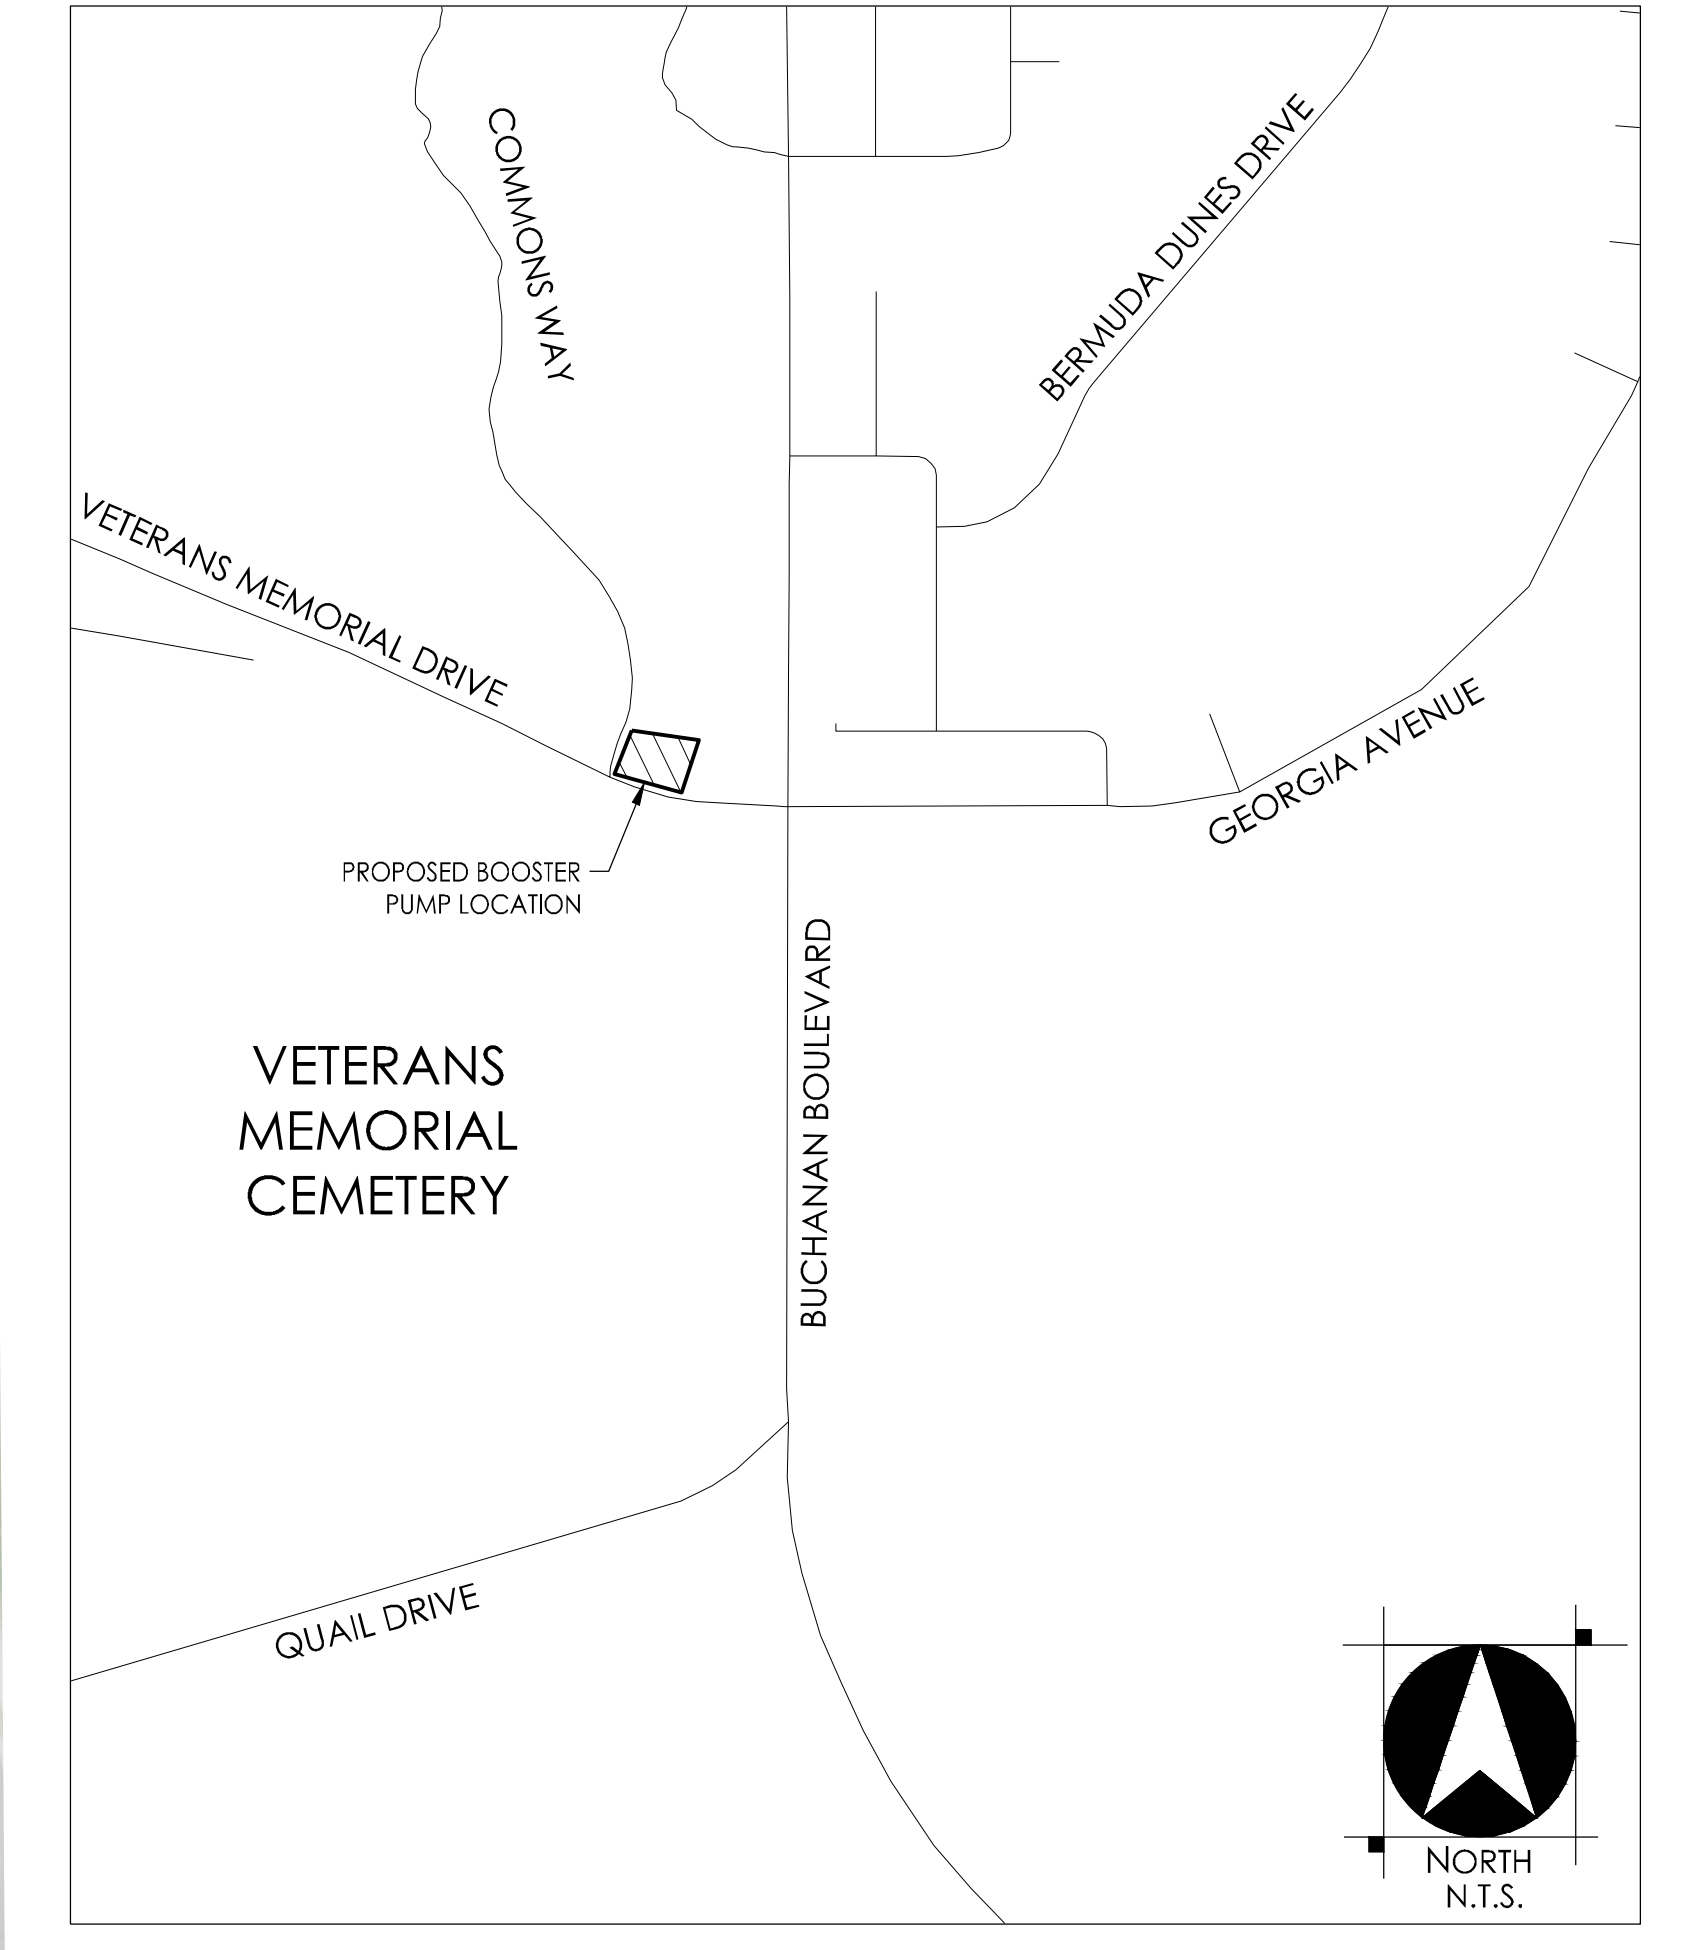 COMMONS WAY
BERMUDA DUNES DRIVE
VETERANS MEMORIAL DRIVE
GEORGIA AVENUE
PROPOSED BOOSTER
PUMP LOCATION
BUCHANAN BOULEVARD
VETERANS
MEMORIAL
CEMETERY
QUAIL DRIVE
NORTH
N.T.S.